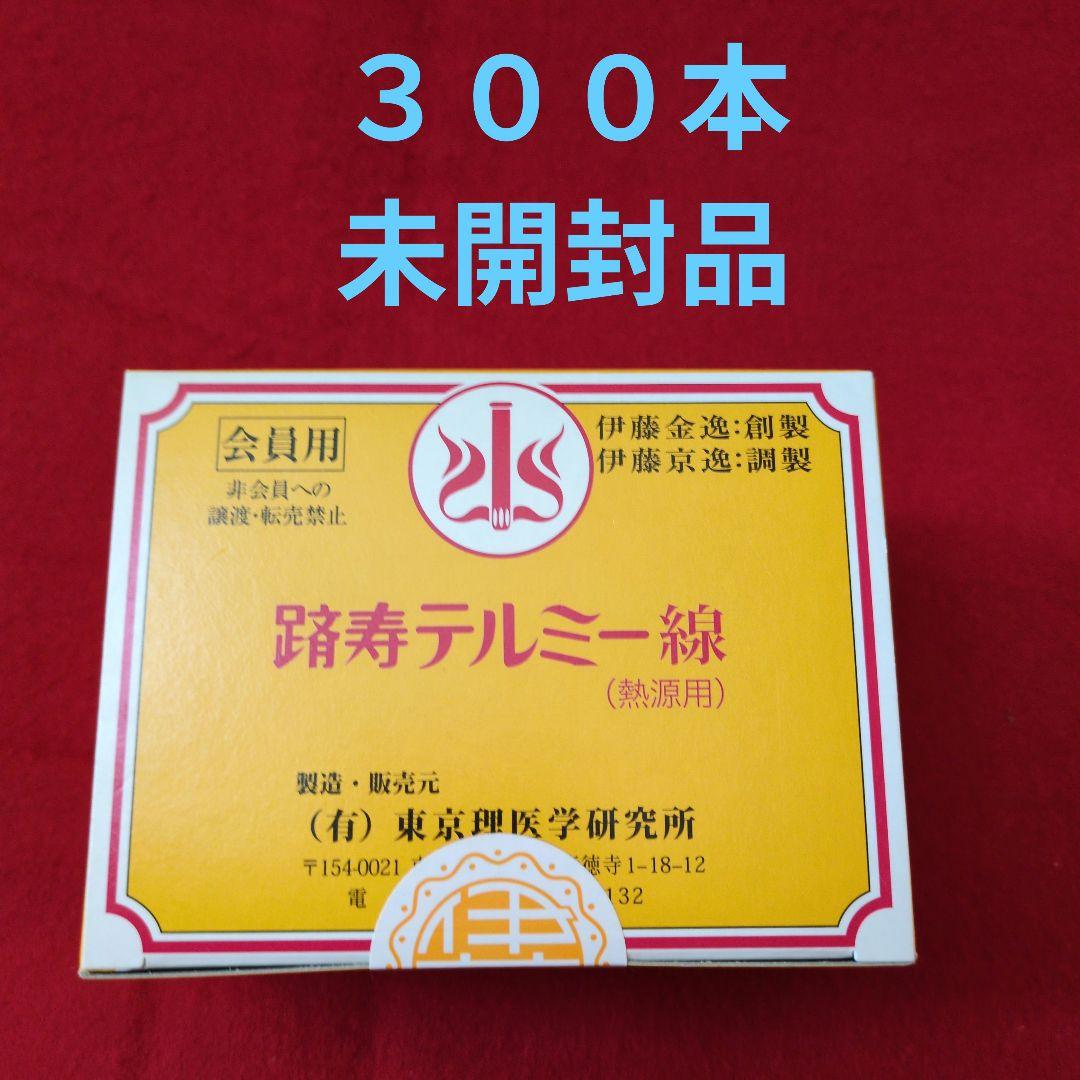 ３００本
未開封品
会員用
非会員への
譲渡・転売禁止
伊藤金逸：創製
伊藤京逸：調製
蹐寿テルミー線
（熱源用）
製造・販売元
（有）東京理医学研究所
〒154-0021
徳寺1-18-12
電
132